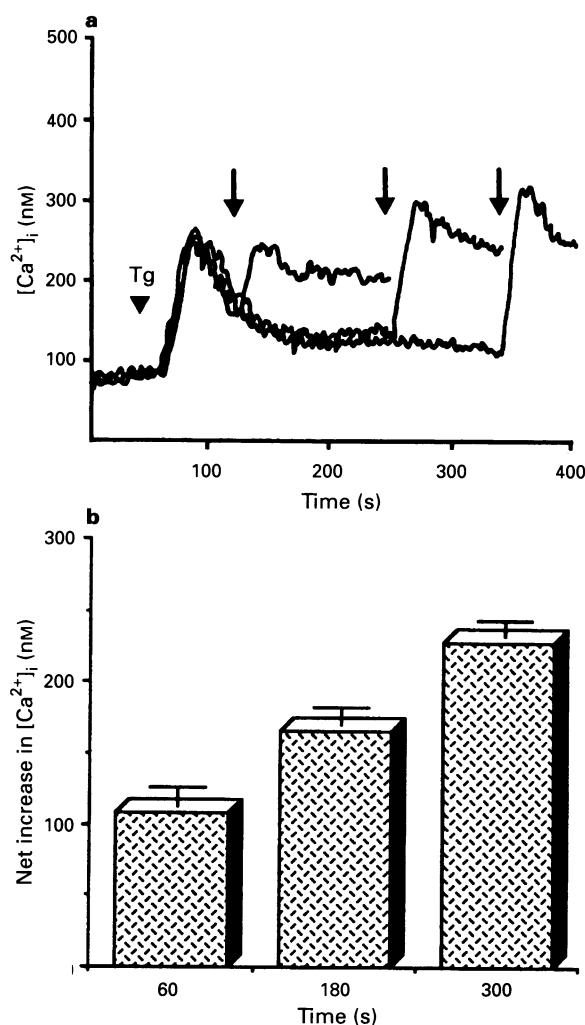 a
500
400
[Ca²⁺]ᵢ (nM)
300
200
100
Tg
100 200 300 400
Time (s)
b
300
Net increase in [Ca²⁺]ᵢ (nM)
200
100
60 180 300
Time (s)